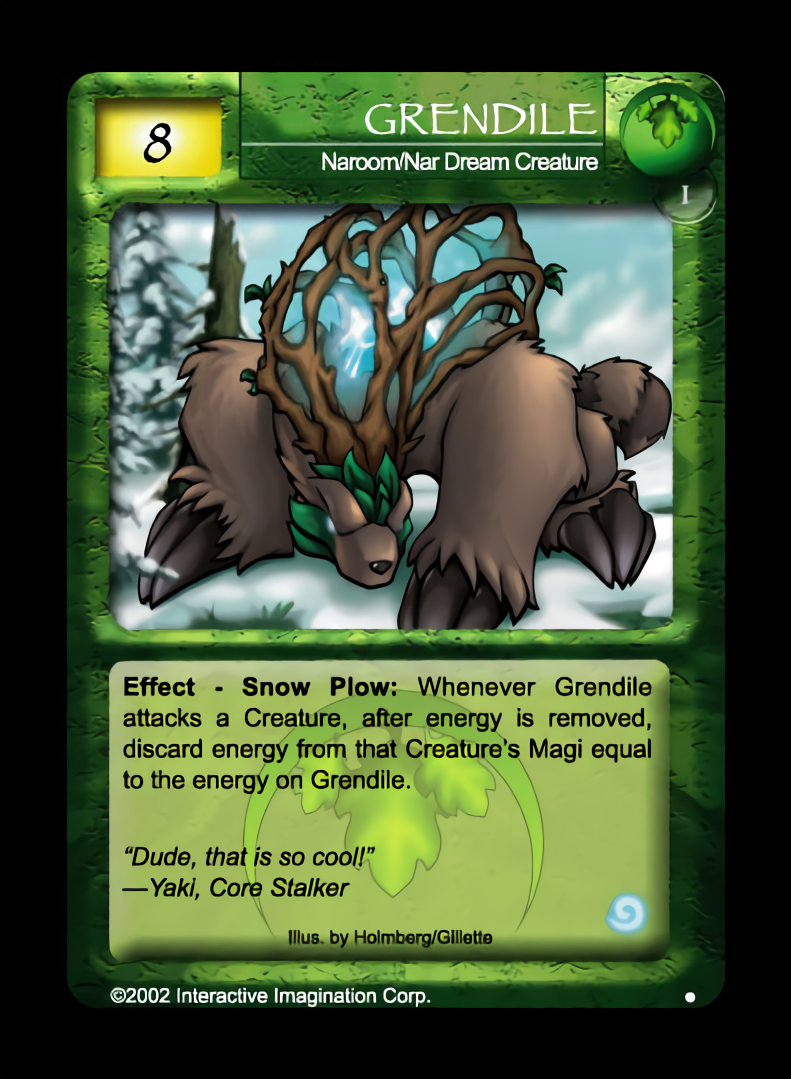 8
GRENDILE
Naroom/Nar Dream Creature
I
Effect - Snow Plow: Whenever Grendile
attacks a Creature, after energy is removed,
discard energy from that Creature's Magi equal
to the energy on Grendile.
“Dude, that is so cool!”
—Yaki, Core Stalker
Illus. by Holmberg/Gillette
©2002 Interactive Imagination Corp.